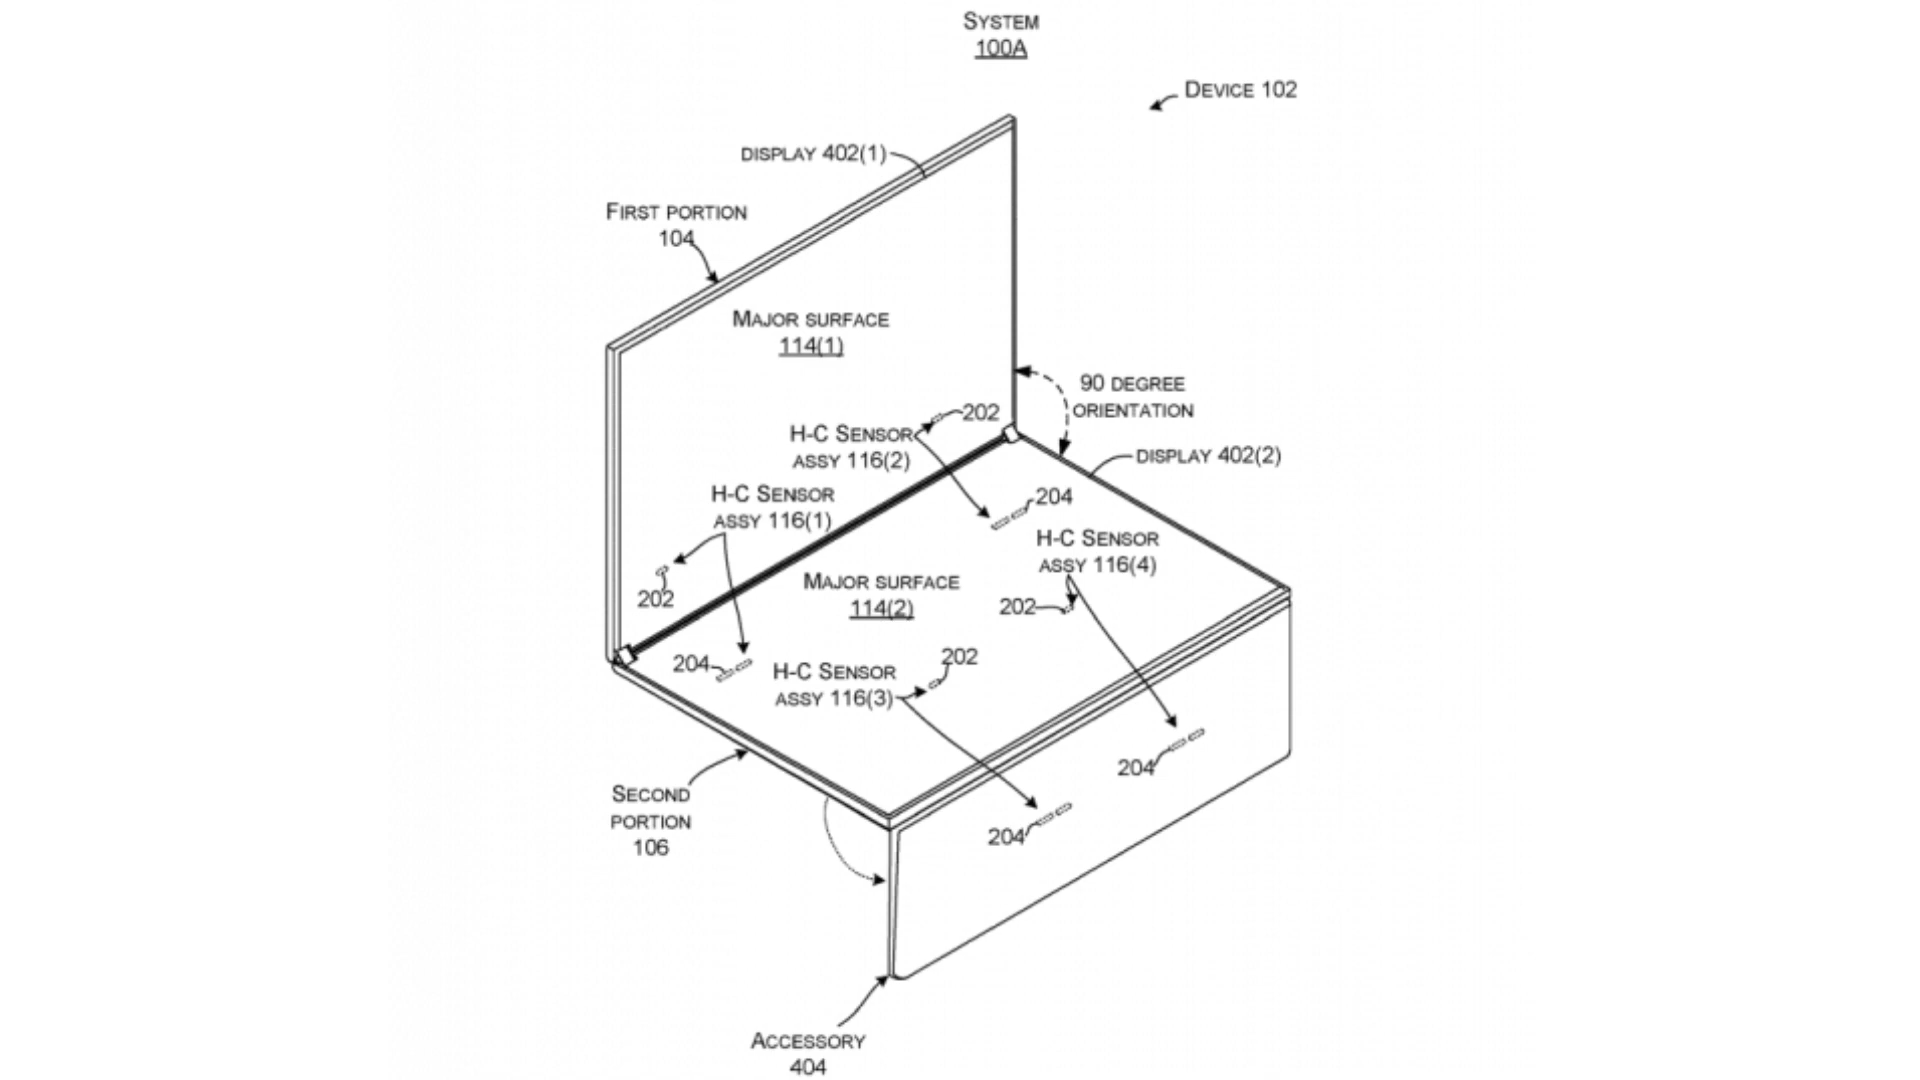 SYSTEM
100A
DEVICE 102
DISPLAY 402(1)
FIRST PORTION
104
MAJOR SURFACE
114(1)
90 DEGREE
ORIENTATION
202
H-C SENSOR
ASSY 116(2)
DISPLAY 402(2)
H-C SENSOR
ASSY 116(1)
204
H-C SENSOR
ASSY 116(4)
202
MAJOR SURFACE
114(2)
202
204
H-C SENSOR
ASSY 116(3)
202
204
204
SECOND
PORTION
106
ACCESSORY
404